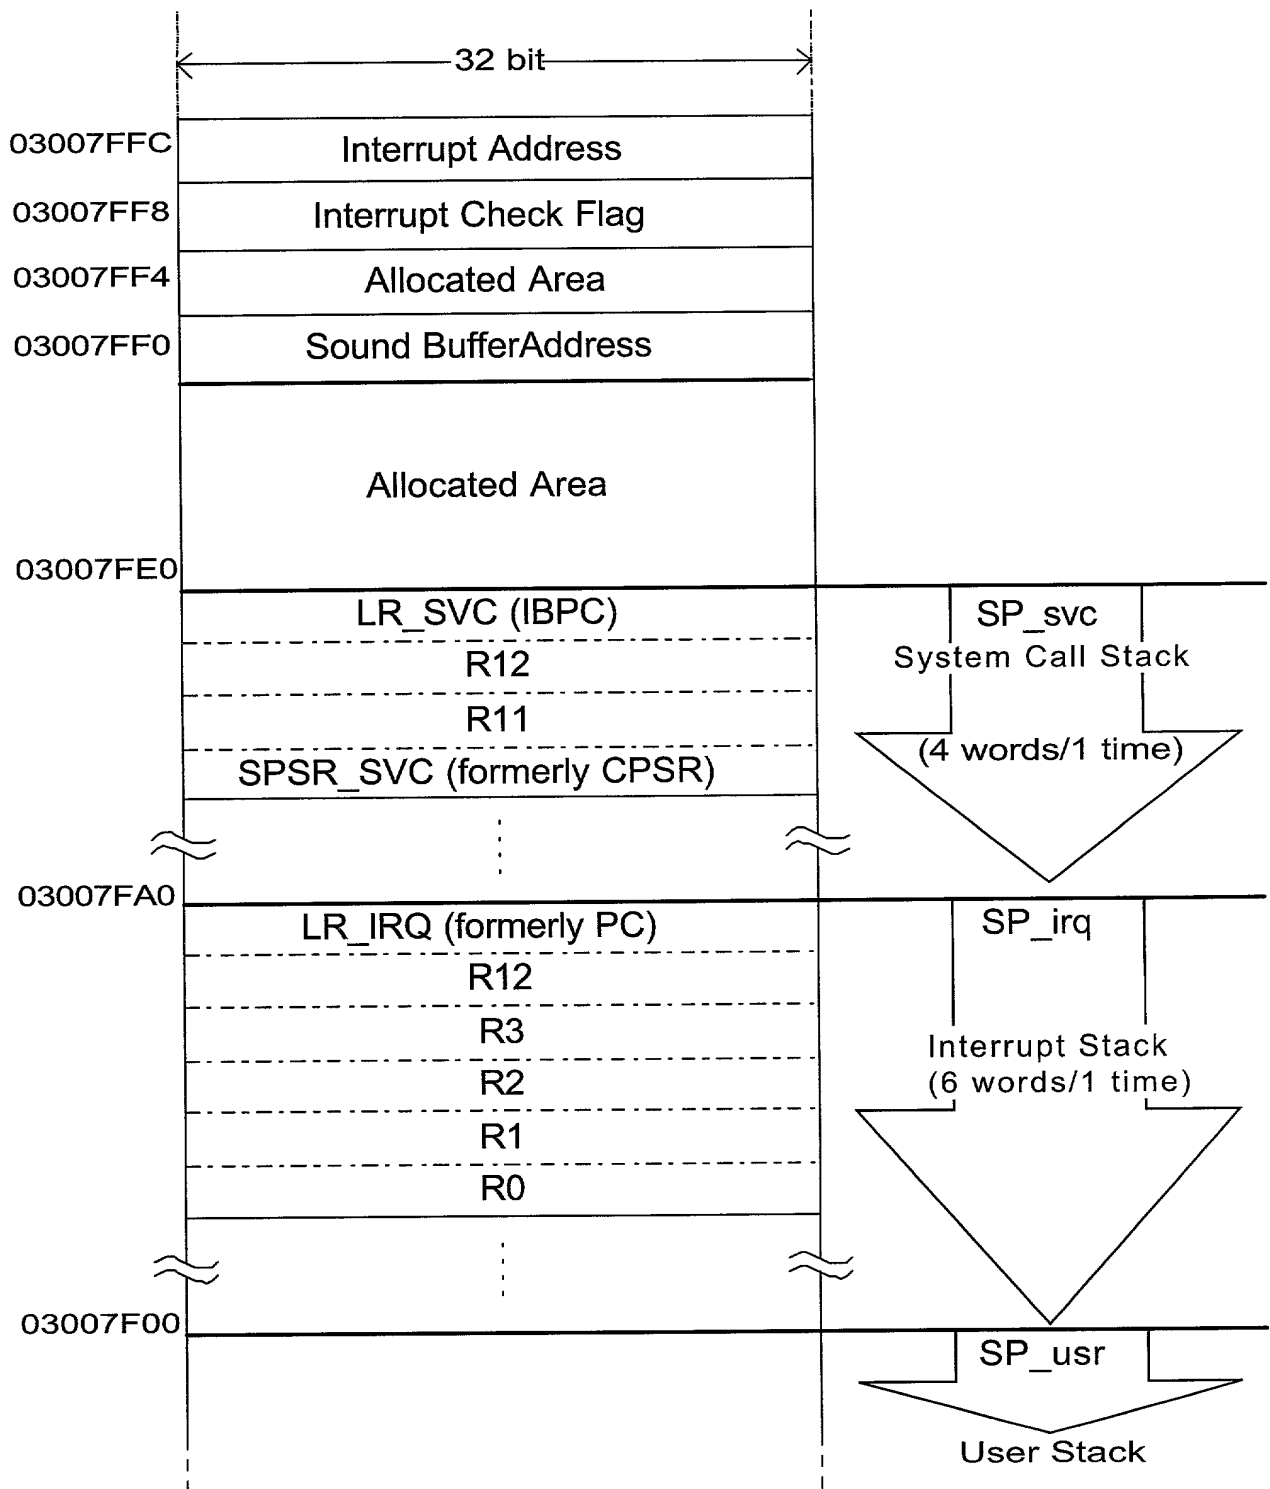 32 bit
03007FFC
Interrupt Address
03007FF8
Interrupt Check Flag
03007FF4
Allocated Area
03007FF0
Sound BufferAddress
Allocated Area
03007FE0
LR_SVC (IBPC)
SP_svc
R12
System Call Stack
R11
(4 words/1 time)
SPSR_SVC (formerly CPSR)
03007FA0
LR_IRQ (formerly PC)
SP_irq
R12
R3
Interrupt Stack
R2
(6 words/1 time)
R1
R0
03007F00
SP_usr
User Stack